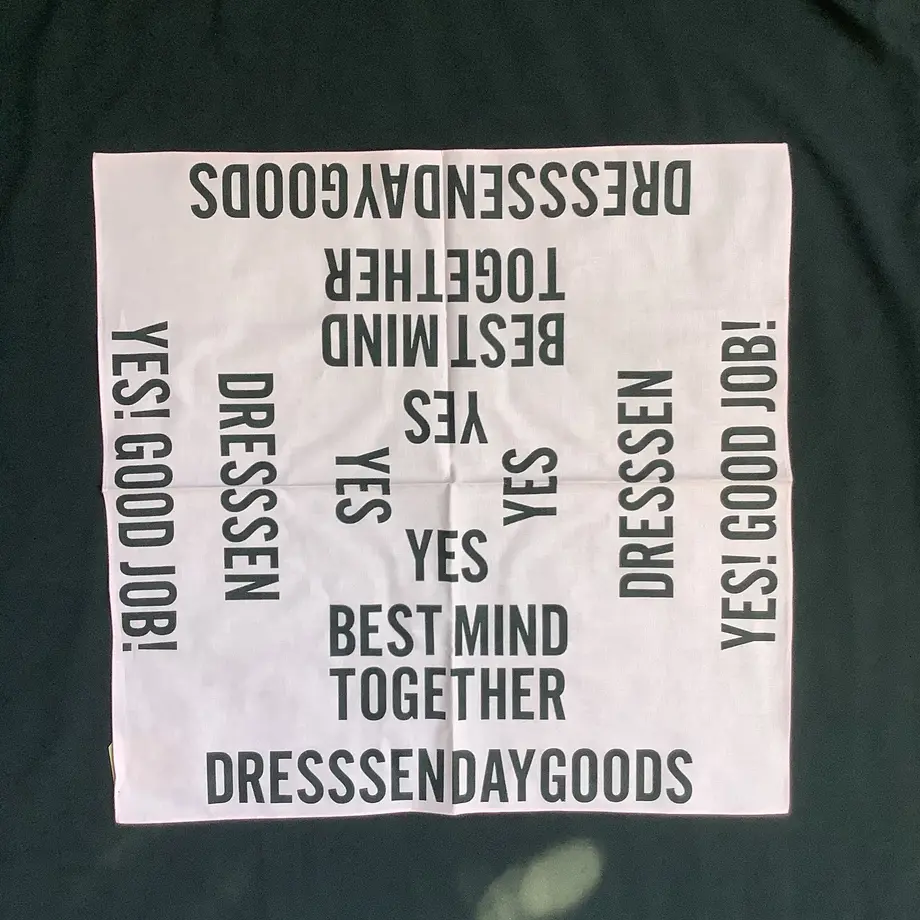 DRESSSENDAYGOODS
TOGETHER
BEST MIND
YES
YES! GOOD JOB!
DRESSSEN
YES
YES
DRESSSEN
YES! GOOD JOB!
YES
BEST MIND
TOGETHER
DRESSSENDAYGOODS